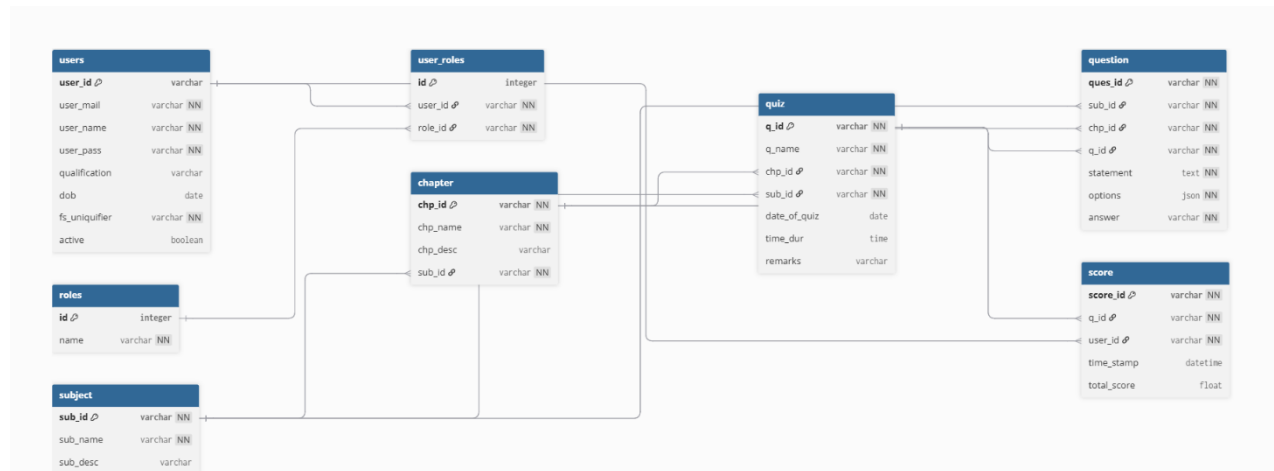 users
user_id varchar
user_mail varchar NN
user_name varchar NN
user_pass varchar NN
qualification varchar
dob date
fs_uniquifier varchar NN
active boolean
roles
id integer
name varchar NN
subject
sub_id varchar NN
sub_name varchar NN
sub_desc varchar
user_roles
id integer
user_id varchar NN
role_id varchar NN
chapter
chp_id varchar NN
chp_name varchar NN
chp_desc varchar
sub_id varchar NN
quiz
q_id varchar NN
q_name varchar NN
chp_id varchar NN
sub_id varchar NN
date_of_quiz date
time_dur time
remarks varchar
question
ques_id varchar NN
sub_id varchar NN
chp_id varchar NN
q_id varchar NN
statement text NN
options json NN
answer varchar NN
score
score_id varchar NN
q_id varchar NN
user_id varchar NN
time_stamp datetime
total_score float